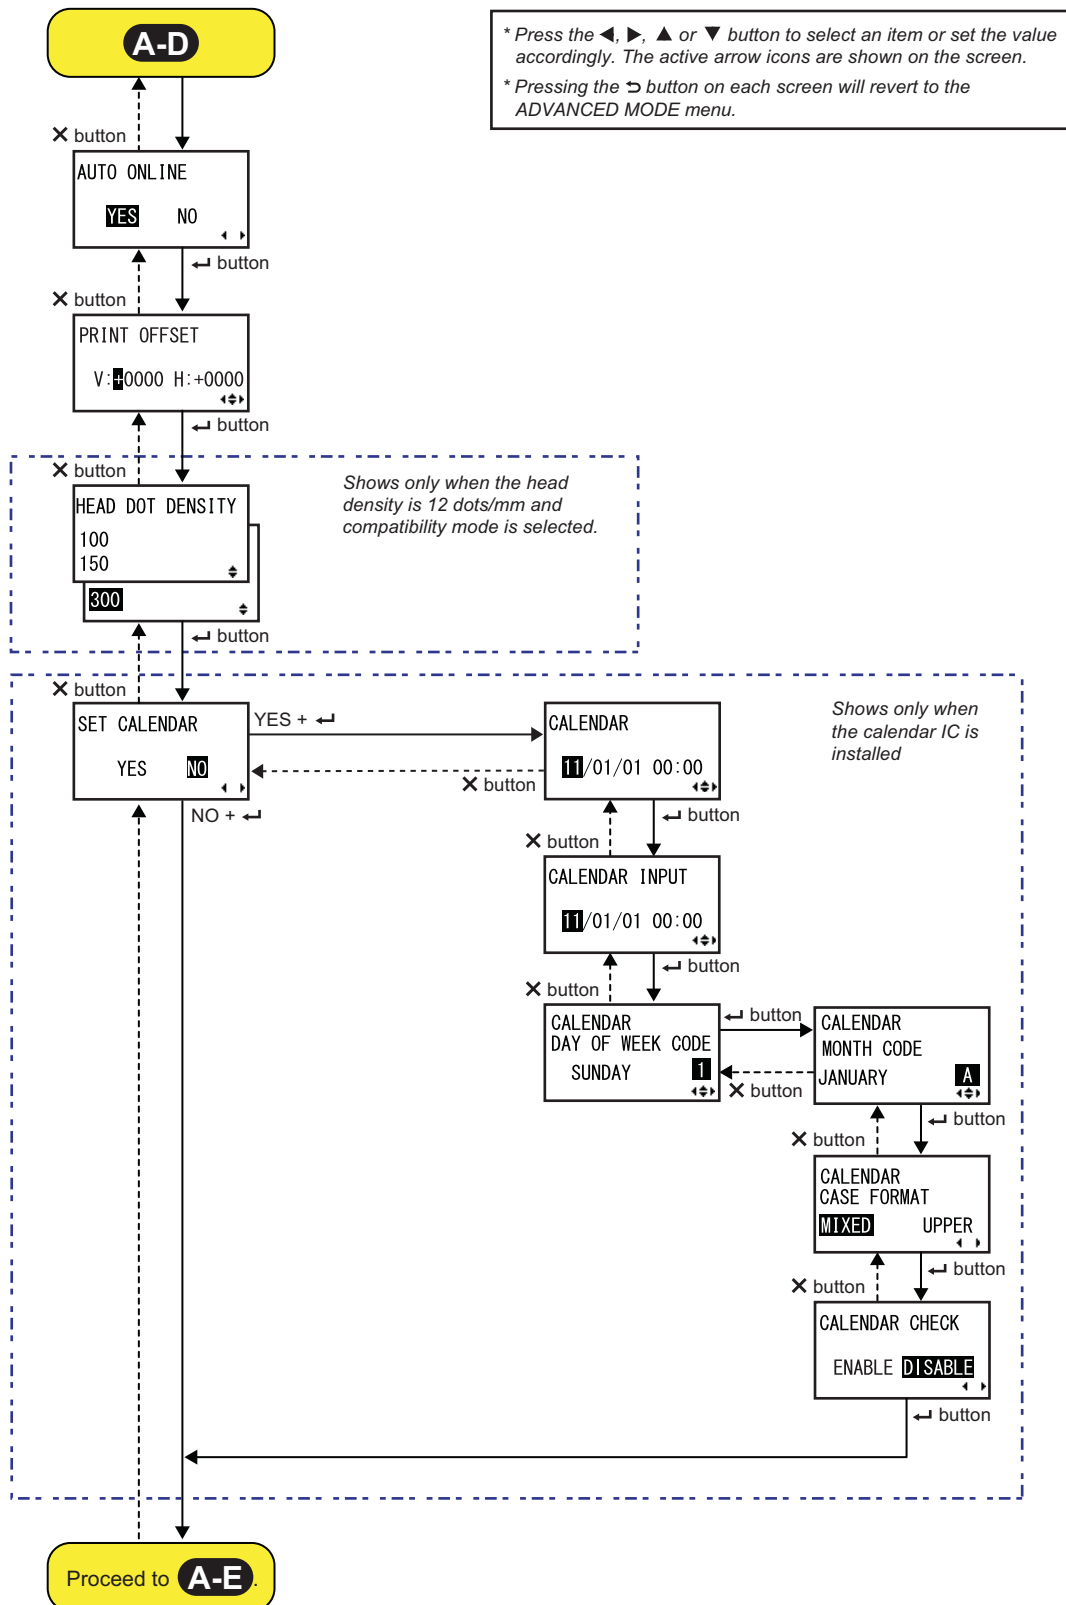 A-D
* Press the ◀, ▶, ▲ or ▼ button to select an item or set the value
accordingly. The active arrow icons are shown on the screen.
* Pressing the ⮌ button on each screen will revert to the
ADVANCED MODE menu.
✕ button
AUTO ONLINE
YES NO
↵ button
✕ button
PRINT OFFSET
V:+0000 H:+0000
↵ button
✕ button
HEAD DOT DENSITY
100
150
300
Shows only when the head
density is 12 dots/mm and
compatibility mode is selected.
↵ button
✕ button
SET CALENDAR
YES NO
YES + ↵
NO + ↵
CALENDAR
11/01/01 00:00
✕ button
Shows only when
the calendar IC is
installed
↵ button
✕ button
CALENDAR INPUT
11/01/01 00:00
↵ button
✕ button
CALENDAR
DAY OF WEEK CODE
SUNDAY 1
↵ button
✕ button
CALENDAR
MONTH CODE
JANUARY A
↵ button
✕ button
CALENDAR
CASE FORMAT
MIXED UPPER
↵ button
✕ button
CALENDAR CHECK
ENABLE DISABLE
↵ button
Proceed to A-E.